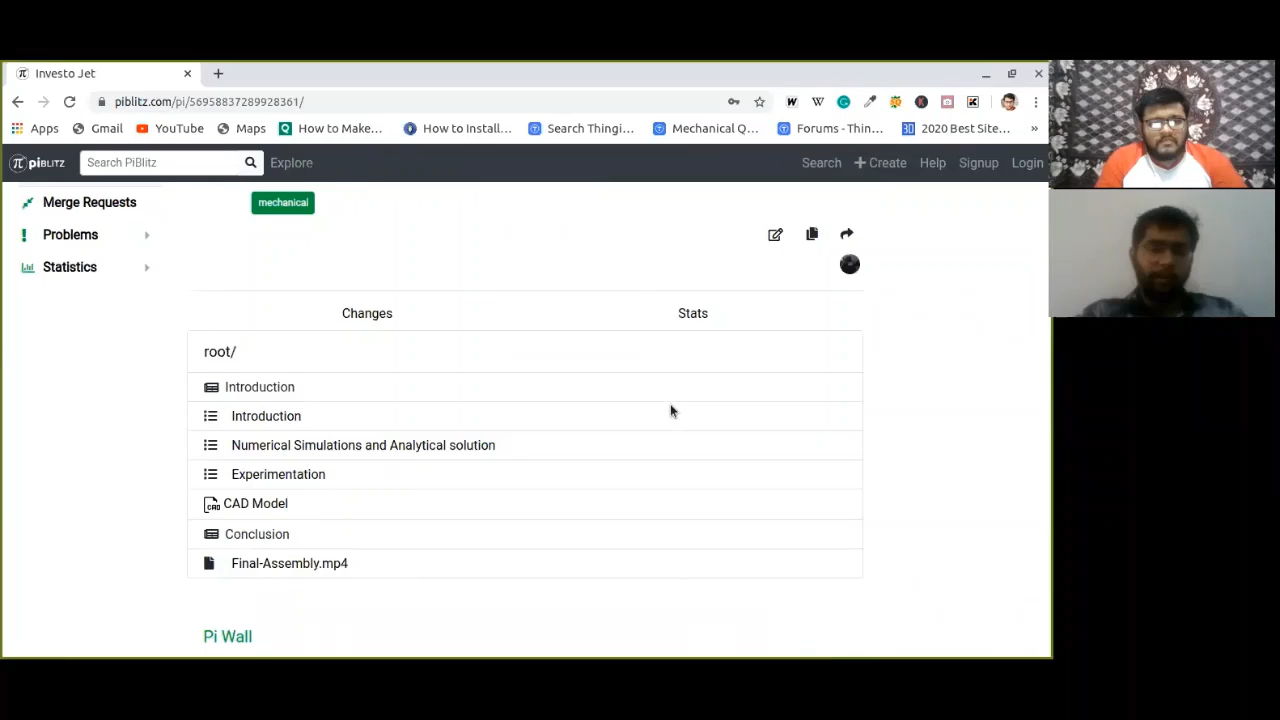 Investo Jet
piblitz.com/pi/56958837289928361/
Apps Gmail YouTube Maps How to Make... How to Install... Search Thingi... Mechanical Q... Forums - Thin... 2020 Best Site... »
piBLITZ Search PiBlitz Explore Search + Create Help Signup Login
Merge Requests
mechanical
Problems
Statistics
Changes Stats
root/
Introduction
Introduction
Numerical Simulations and Analytical solution
Experimentation
CAD Model
Conclusion
Final-Assembly.mp4
Pi Wall